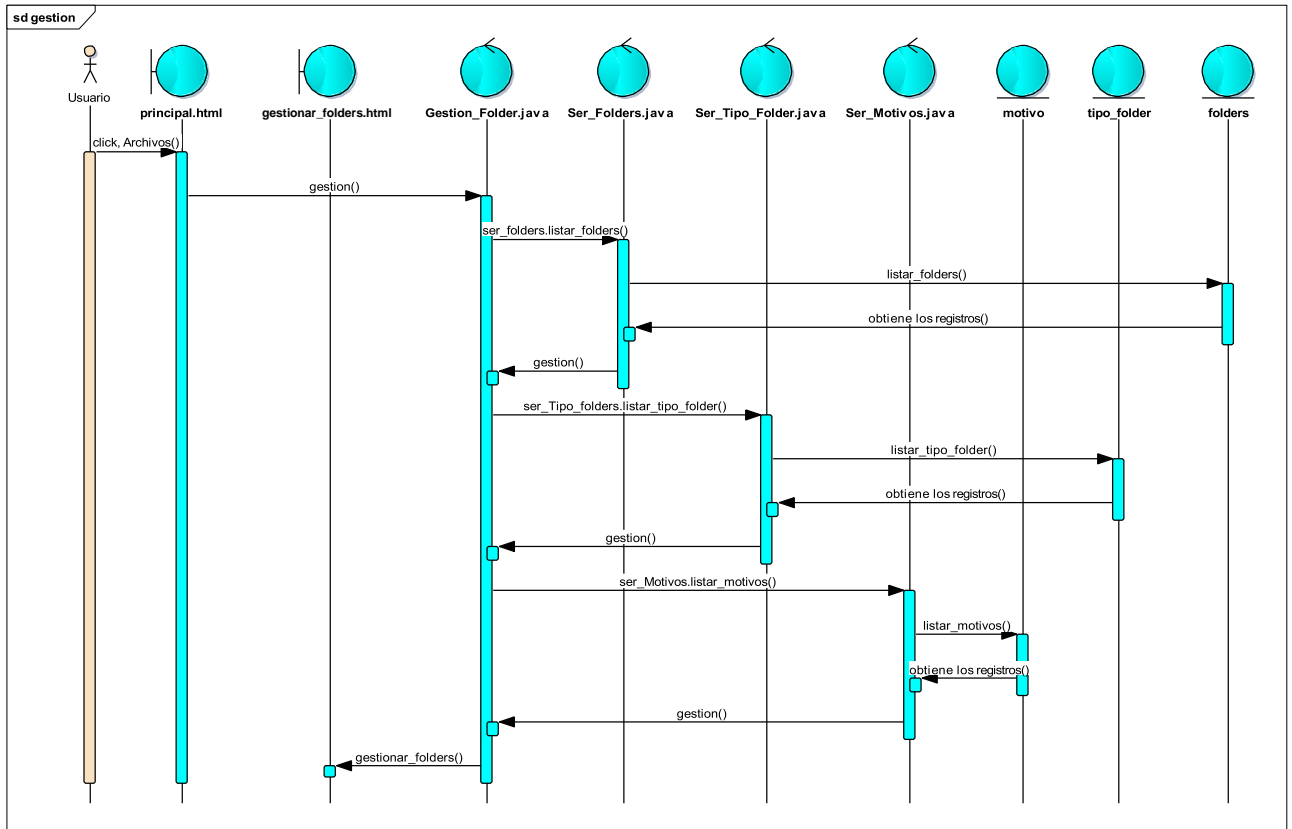 sd gestion
Usuario
principal.html
gestionar_folders.html
Gestion_Folder.java
Ser_Folders.java
Ser_Tipo_Folder.java
Ser_Motivos.java
motivo
tipo_folder
folders
click, Archivos()
gestion()
ser_folders.listar_folders()
listar_folders()
obtiene los registros()
gestion()
ser_Tipo_folders.listar_tipo_folder()
listar_tipo_folder()
obtiene los registros()
gestion()
ser_Motivos.listar_motivos()
listar_motivos()
obtiene los registros()
gestion()
gestionar_folders()